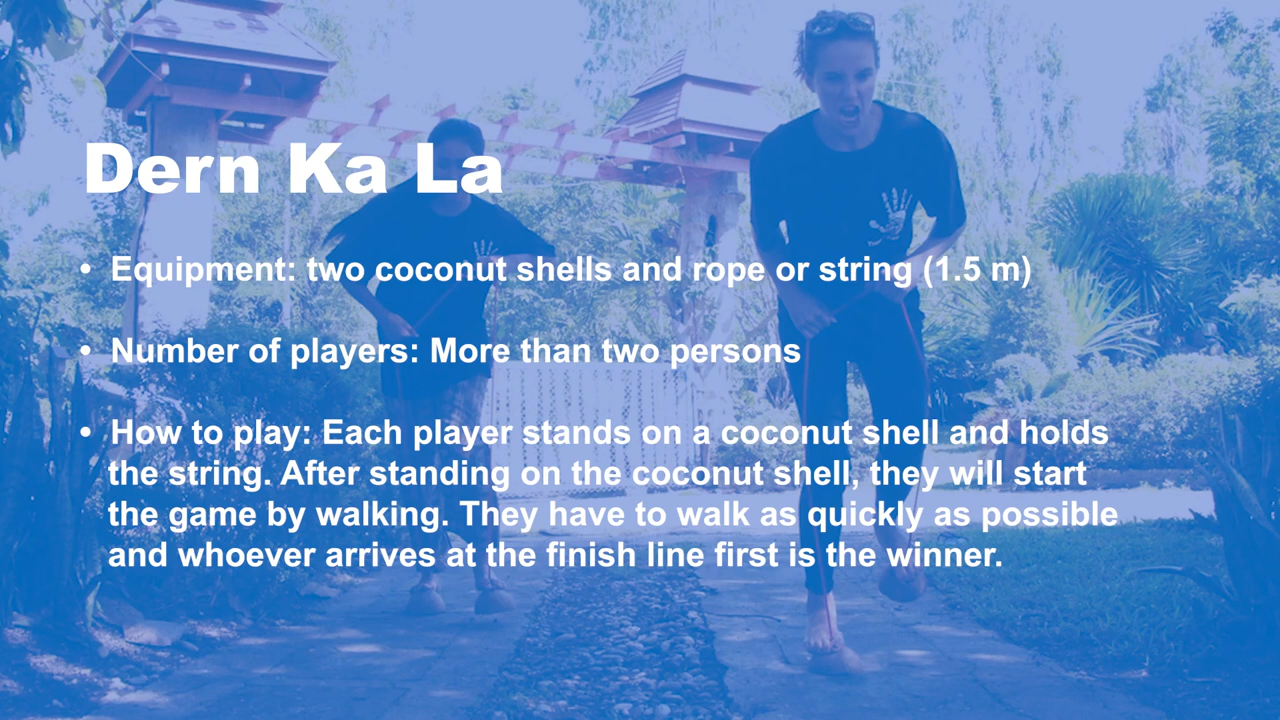 Dern Ka La
• Equipment: two coconut shells and rope or string (1.5 m)
• Number of players: More than two persons
• How to play: Each player stands on a coconut shell and holds
the string. After standing on the coconut shell, they will start
the game by walking. They have to walk as quickly as possible
and whoever arrives at the finish line first is the winner.